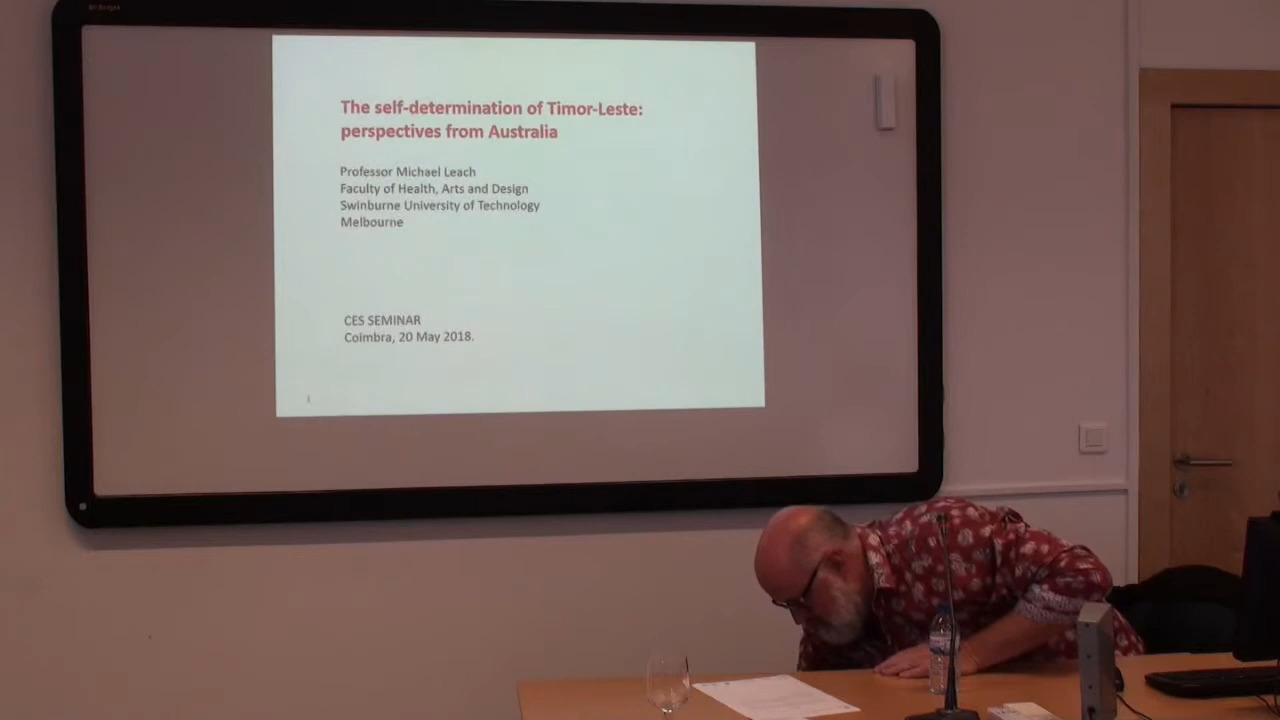 The self-determination of Timor-Leste:
perspectives from Australia
Professor Michael Leach
Faculty of Health, Arts and Design
Swinburne University of Technology
Melbourne
CES SEMINAR
Coimbra, 20 May 2018.
1